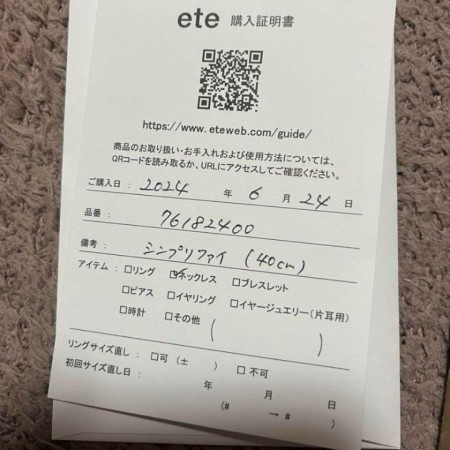 ete 購入証明書
https://www.eteweb.com/guide/
商品のお取り扱い・お手入れおよび使用方法については、
QRコードを読み取るか、URLにアクセスしてご確認ください。
ご購入日： 2024 年 6 月 24 日
品番： 76182400
備考： シンプリファイ (40cm)
アイテム： □リング ☑ネックレス □ブレスレット
□ピアス □イヤリング □イヤージュエリー(片耳用)
□時計 □その他 ( )
リングサイズ直し： □可(± ) □不可
初回サイズ直し日： 年 月 日
(# → # )